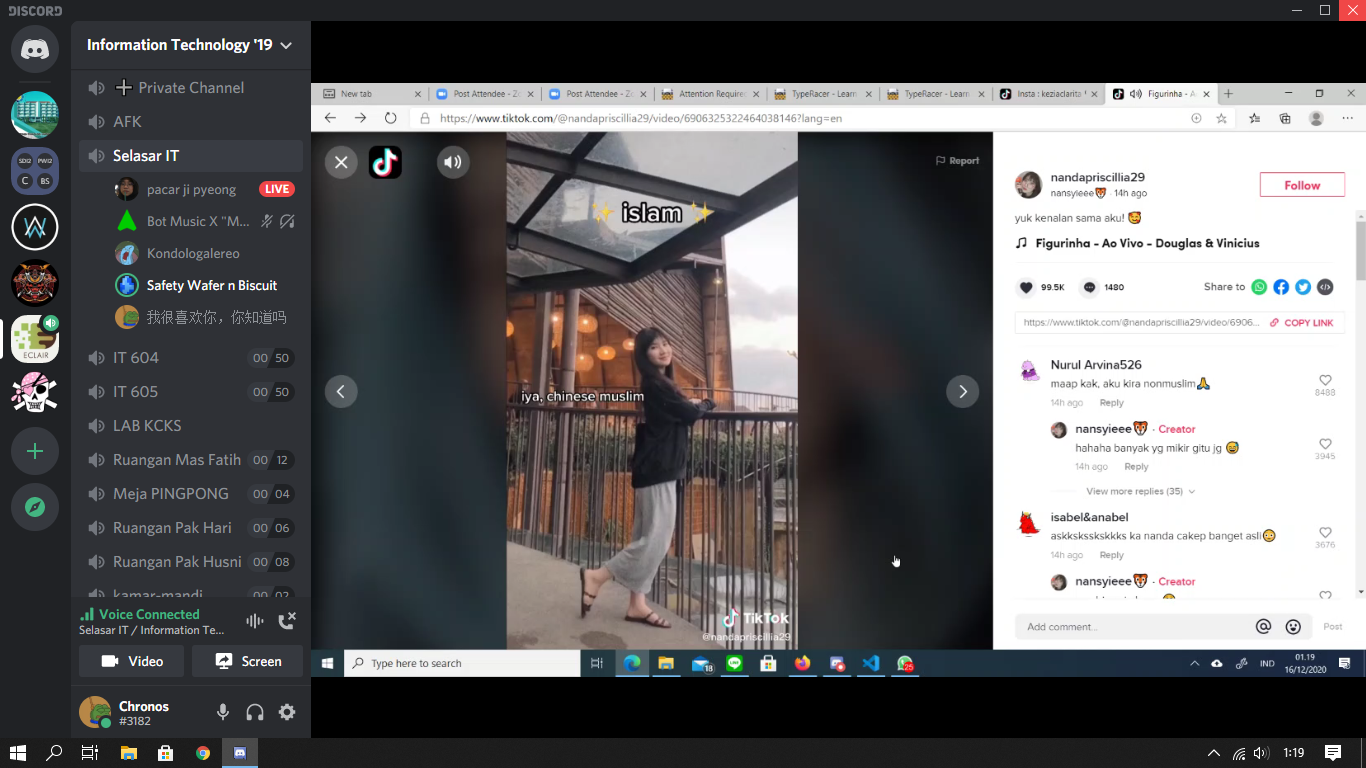 DISCORD
Information Technology '19
Private Channel
AFK
Selasar IT
pacar ji pyeong
LIVE
Bot Music X "M...
Kondologalereo
Safety Wafer n Biscuit
我很喜欢你，你知道吗
SDI2 PWI2
C BS
ECLAIR
IT 604 00 50
IT 605 00 50
LAB KCKS
Ruangan Mas Fatih 00 12
Meja PINGPONG 00 04
Ruangan Pak Hari 00 06
Ruangan Pak Husni 00 08
kamar-mandi 00 02
Voice Connected
Selasar IT / Information Te...
Video
Screen
Chronos
#3182
New tab
Post Attendee - Zo
Post Attendee - Zo
Attention Require
TypeRacer - Learn
TypeRacer - Learn
Insta : keziaclarita
Figurinha - Ao
https://www.tiktok.com/@nandapriscillia29/video/6906325322464038146?lang=en
Report
islam
iya, chinese muslim
TikTok
@nandapriscillia29
nandapriscillia29
nansyieee🐯 · 14h ago
Follow
yuk kenalan sama aku! 🥰
Figurinha - Ao Vivo - Douglas & Vinicius
99.5K
1480
Share to
https://www.tiktok.com/@nandapriscillia29/video/6906...
COPY LINK
Nurul Arvina526
maap kak, aku kira nonmuslim🙏
14h ago Reply
8488
nansyieee🐯 · Creator
hahaha banyak yg mikir gitu jg 😅
14h ago Reply
3945
View more replies (35)
isabel&anabel
askksksskskkks ka nanda cakep banget asli😳
14h ago Reply
3676
nansyieee🐯 · Creator
Add comment...
Post
Type here to search
18
25
IND
01.19
16/12/2020
1:19